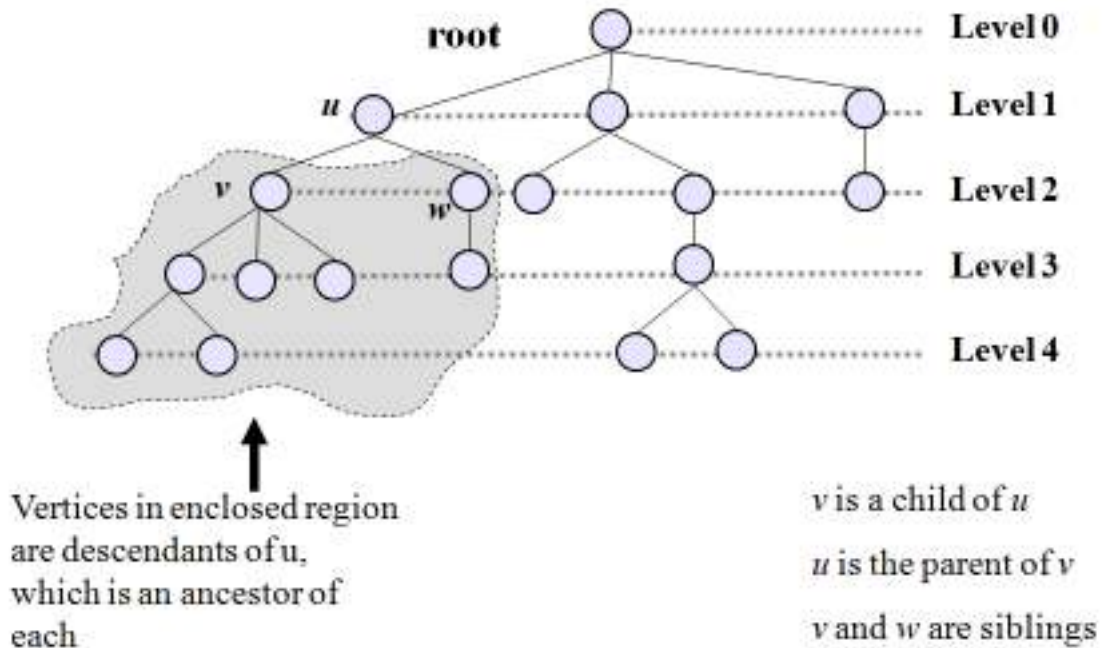 root
Level 0
u
Level 1
v
w
Level 2
Level 3
Level 4
Vertices in enclosed region
are descendants of u,
which is an ancestor of
each
v is a child of u
u is the parent of v
v and w are siblings